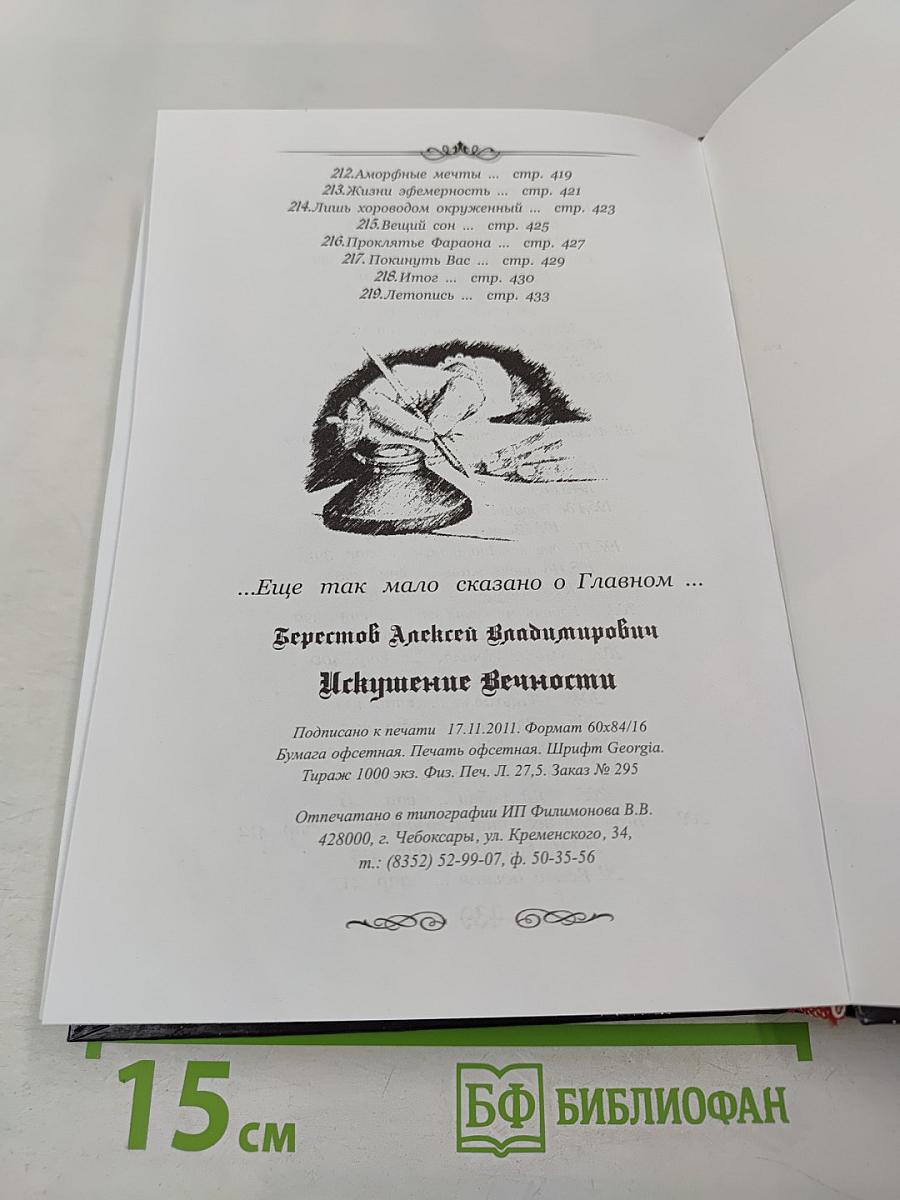 212.Аморфные мечты ... стр. 419
213.Жизни эфемерность ... стр. 421
214.Лишь хороводом окруженный ... стр. 423
215.Вещий сон ... стр. 425
216.Проклятье Фараона ... стр. 427
217. Покинуть Вас ... стр. 429
218.Итог ... стр. 430
219.Летопись ... стр. 433
...Еще так мало сказано о Главном ...
Берестов Алексей Владимирович
Искушение Вечности
Подписано к печати 17.11.2011. Формат 60х84/16
Бумага офсетная. Печать офсетная. Шрифт Georgia.
Тираж 1000 экз. Физ. Печ. Л. 27,5. Заказ № 295
Отпечатано в типографии ИП Филимонова В.В.
428000, г. Чебоксары, ул. Кременского, 34,
т.: (8352) 52-99-07, ф. 50-35-56
15 см
БФ БИБЛИОФАН